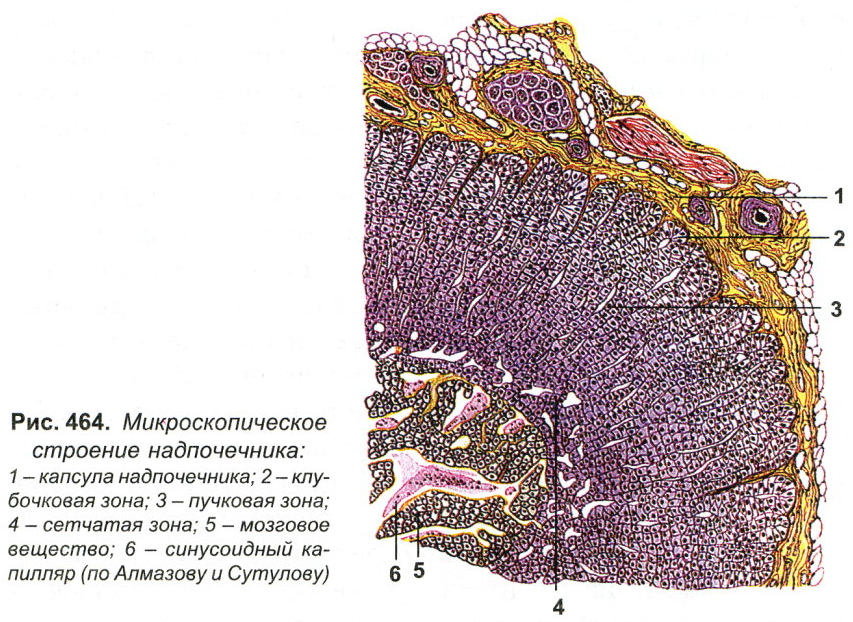 Рис. 464. Микроскопическое
строение надпочечника:
1 – капсула надпочечника; 2 – клу-
бочковая зона; 3 – пучковая зона;
4 – сетчатая зона; 5 – мозговое
вещество; 6 – синусоидный ка-
пилляр (по Алмазову и Сутулову)
1
2
3
6 5
4